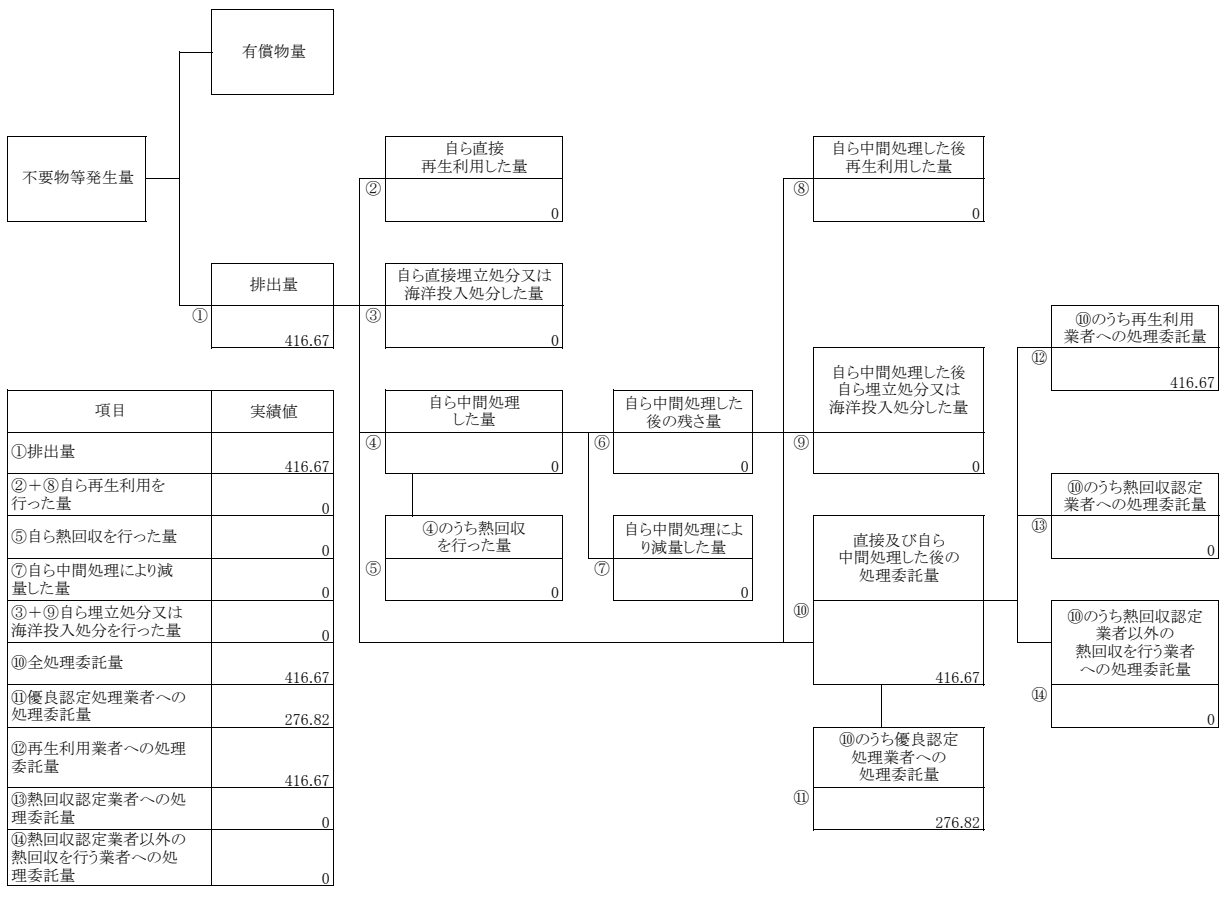 有償物量
不要物等発生量
自ら直接
再生利用した量
②
0
自ら中間処理した後
再生利用した量
⑧
0
排出量
①
416.67
自ら直接埋立処分又は
海洋投入処分した量
③
0
⑩のうち再生利用
業者への処理委託量
⑫
416.67
自ら中間処理
した量
④
0
自ら中間処理した
後の残さ量
⑥
0
自ら中間処理した後
自ら埋立処分又は
海洋投入処分した量
⑨
0
⑩のうち熱回収認定
業者への処理委託量
⑬
0
④のうち熱回収
を行った量
⑤
0
自ら中間処理によ
り減量した量
⑦
0
直接及び自ら
中間処理した後の
処理委託量
⑩
416.67
⑩のうち熱回収認定
業者以外の
熱回収を行う業者
への処理委託量
⑭
0
⑩のうち優良認定
処理業者への
処理委託量
⑪
276.82
項目 実績値
①排出量
416.67
②＋⑧自ら再生利用を
行った量
0
⑤自ら熱回収を行った量
0
⑦自ら中間処理により減
量した量
0
③＋⑨自ら埋立処分又は
海洋投入処分を行った量
0
⑩全処理委託量
416.67
⑪優良認定処理業者への
処理委託量
276.82
⑫再生利用業者への処理
委託量
416.67
⑬熱回収認定業者への処
理委託量
0
⑭熱回収認定業者以外の
熱回収を行う業者への処
理委託量
0